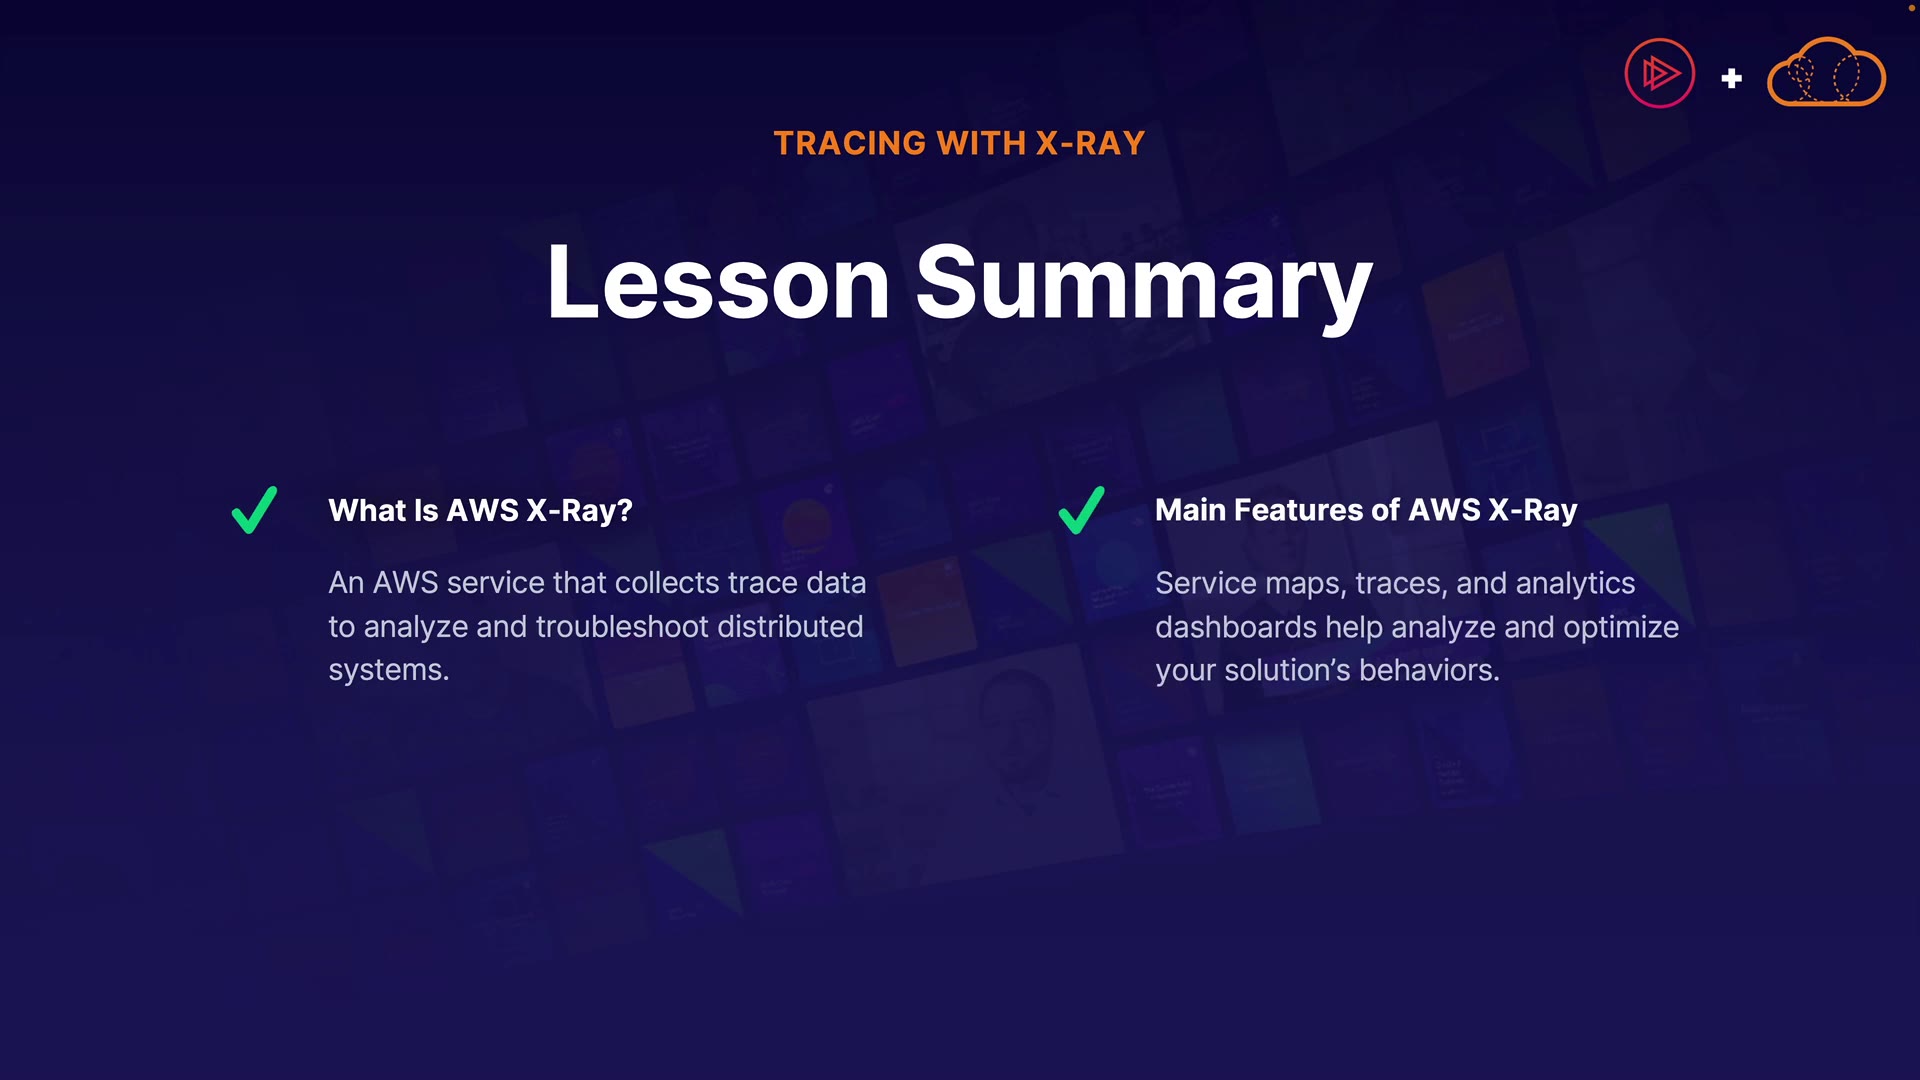 TRACING WITH X-RAY
Lesson Summary
What Is AWS X-Ray?
An AWS service that collects trace data
to analyze and troubleshoot distributed
systems.
Main Features of AWS X-Ray
Service maps, traces, and analytics
dashboards help analyze and optimize
your solution’s behaviors.